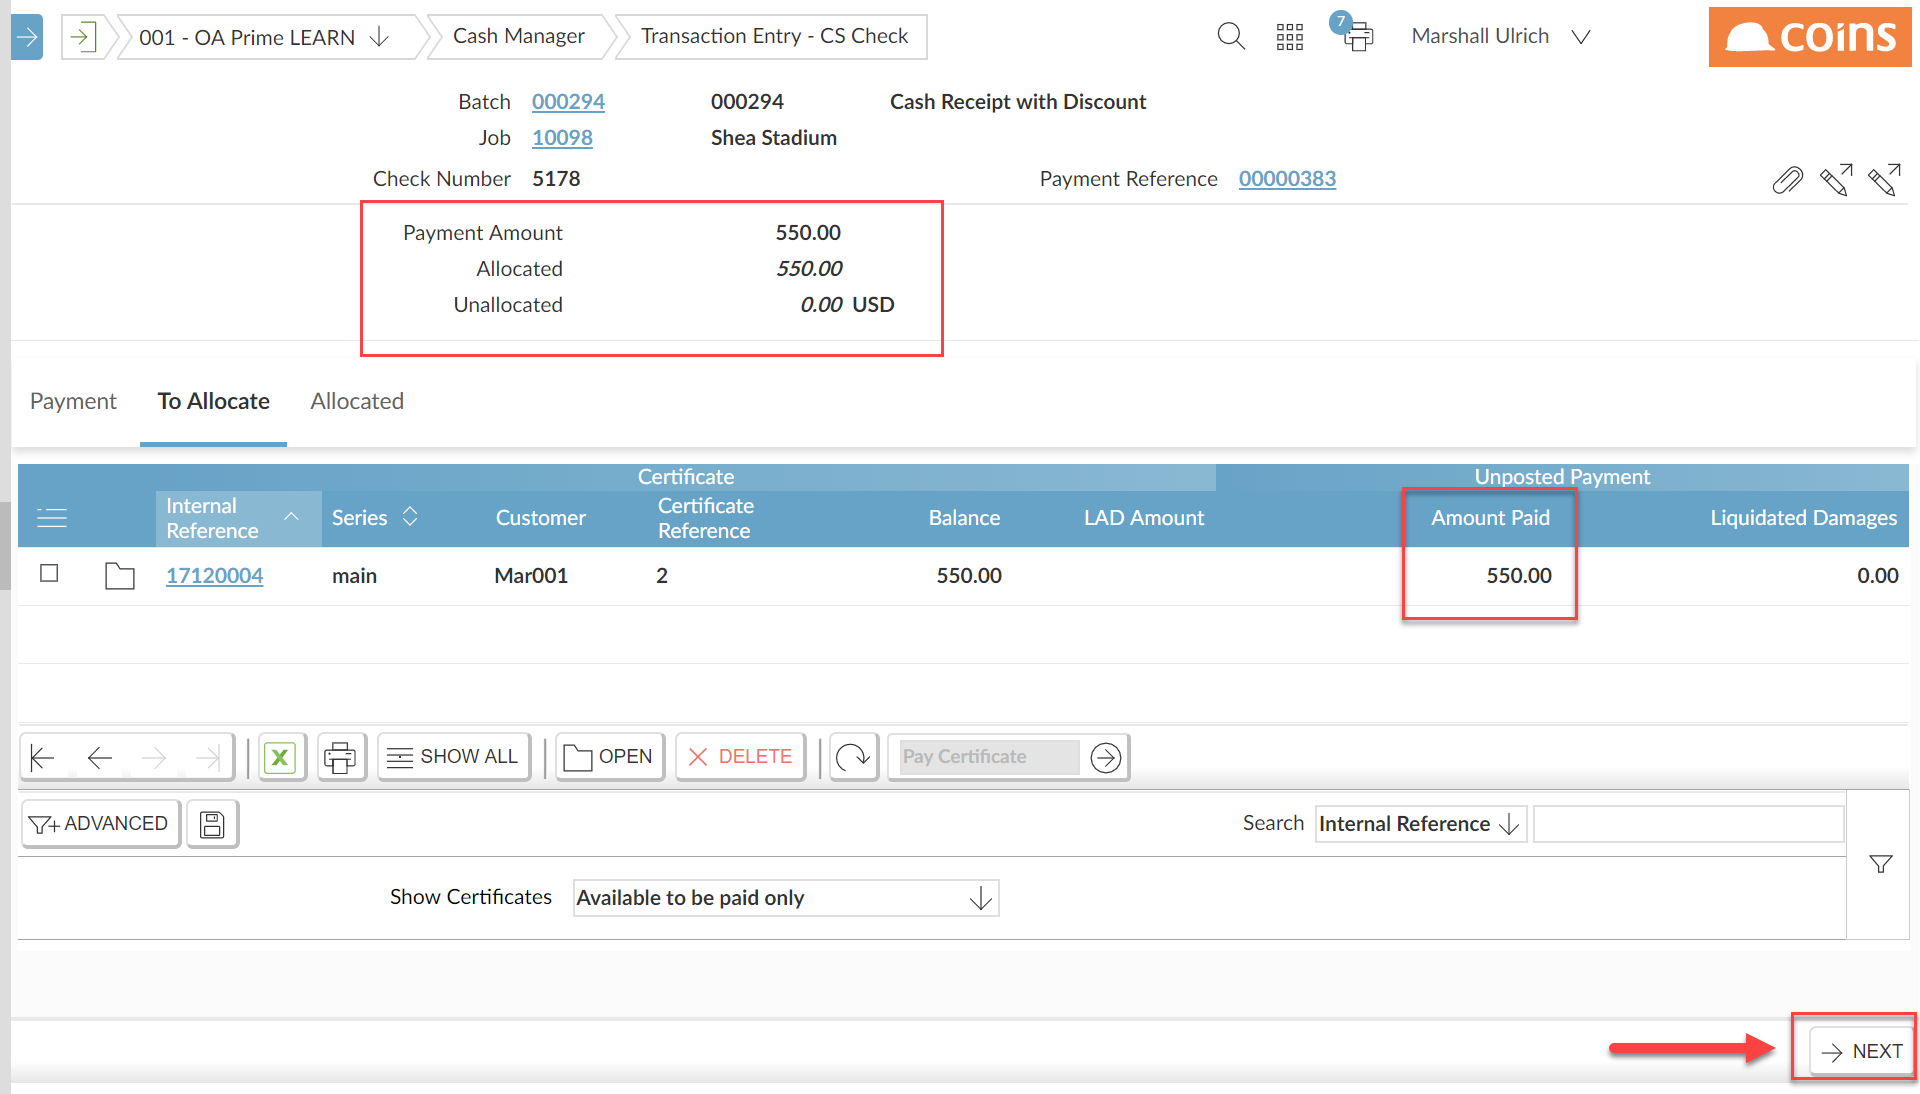 001 - OA Prime LEARN
Cash Manager
Transaction Entry - CS Check
7
Marshall Ulrich
coins
Batch 000294 000294 Cash Receipt with Discount
Job 10098 Shea Stadium
Check Number 5178 Payment Reference 00000383
Payment Amount 550.00
Allocated 550.00
Unallocated 0.00 USD
Payment To Allocate Allocated
Certificate Unposted Payment
Internal Reference Series Customer Certificate Reference Balance LAD Amount Amount Paid Liquidated Damages
17120004 main Mar001 2 550.00 550.00 0.00
X SHOW ALL OPEN DELETE Pay Certificate
ADVANCED Search Internal Reference
Show Certificates Available to be paid only
NEXT